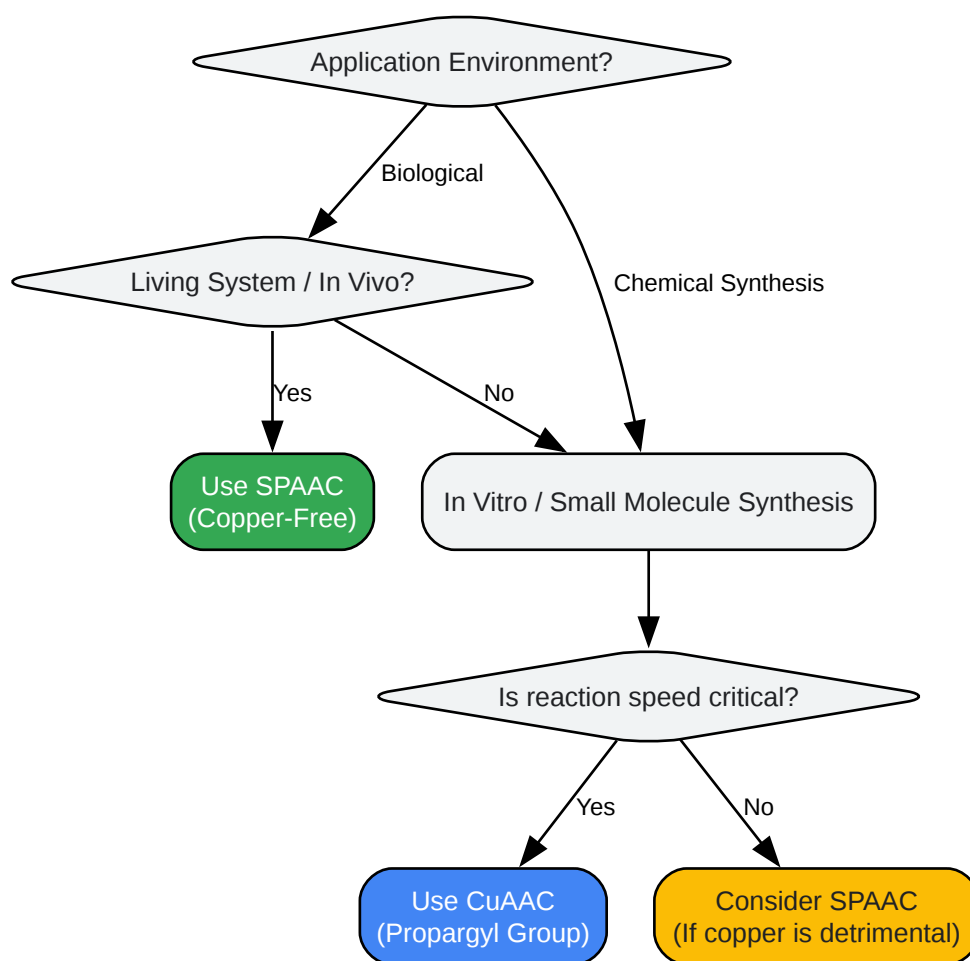 Application Environment?
Biological
Living System / In Vivo?
Chemical Synthesis
Yes
No
Use SPAAC
(Copper-Free)
In Vitro / Small Molecule Synthesis
Is reaction speed critical?
Yes
No
Use CuAAC
(Propargyl Group)
Consider SPAAC
(If copper is detrimental)